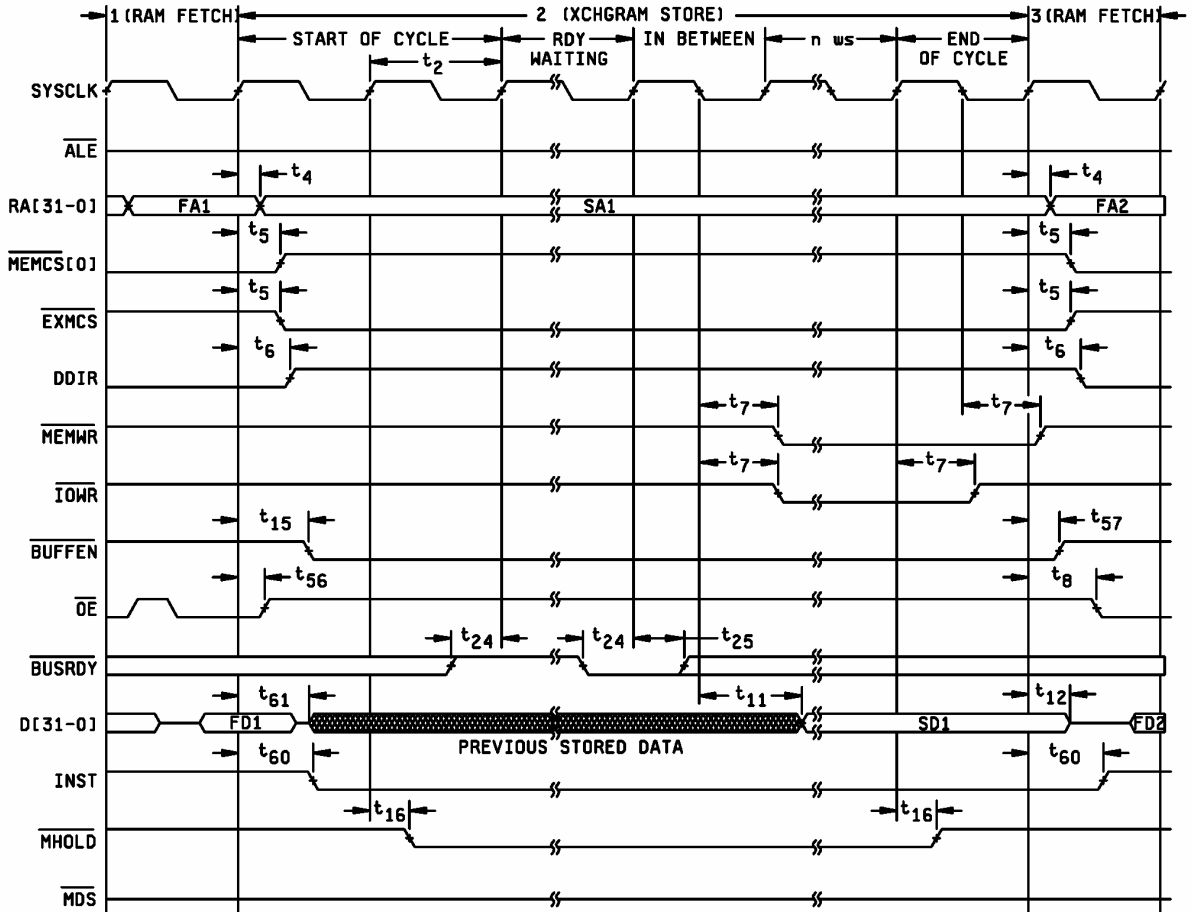 1 (RAM FETCH) 2 (XCHGRAM STORE) 3 (RAM FETCH)
START OF CYCLE RDY WAITING IN BETWEEN n ws END OF CYCLE
t2
SYSCLK
ALE
t4 t4
RA[31-0] FA1 SA1 FA2
t5 t5
MEMCS[0]
t5 t5
EXMCS
t6 t6
DDIR
t7 t7
MEMWR
t7 t7
IOWR
t15 t57
BUFFEN
t56 t8
OE
t24 t24 t25
BUSRDY
t61 t11 t12
D[31-0] FD1 SD1 FD2
PREVIOUS STORED DATA
t60 t60
INST
t16 t16
MHOLD
MDS